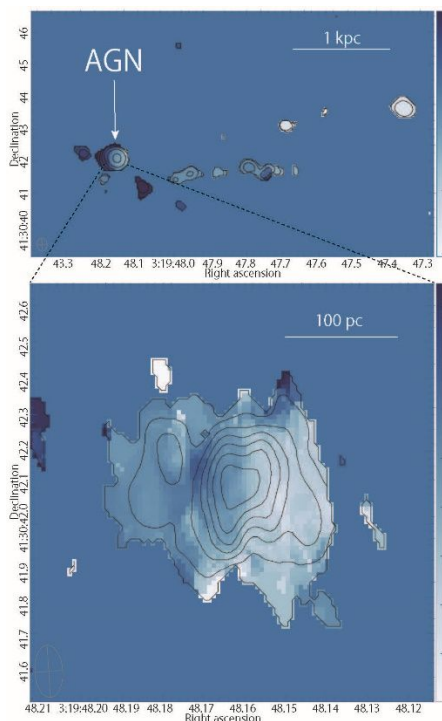 46
45
44
43
42
41
41:30:40
Declination
AGN
1 kpc
43.3 48.2 48.1 3:19:48.0 47.9 47.8 47.7 47.6 47.5 47.4 47.3
Right ascension
42.6
42.5
42.4
42.3
42.2
42.1
41:30:42.0
41.9
41.8
41.7
41.6
Declination
100 pc
48.21 3:19:48.20 48.19 48.18 48.17 48.16 48.15 48.14 48.13 48.12
Right ascension